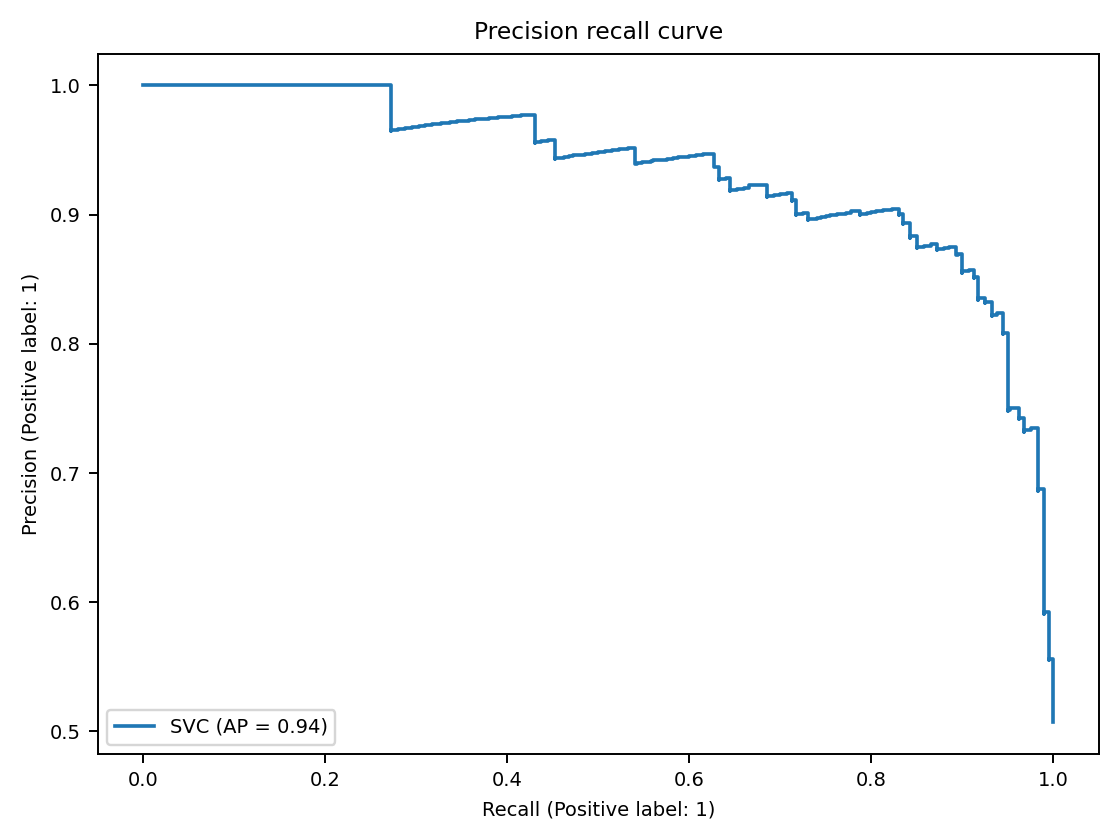 Precision recall curve
1.0
0.9
0.8
0.7
0.6
0.5
Precision (Positive label: 1)
SVC (AP = 0.94)
0.0 0.2 0.4 0.6 0.8 1.0
Recall (Positive label: 1)